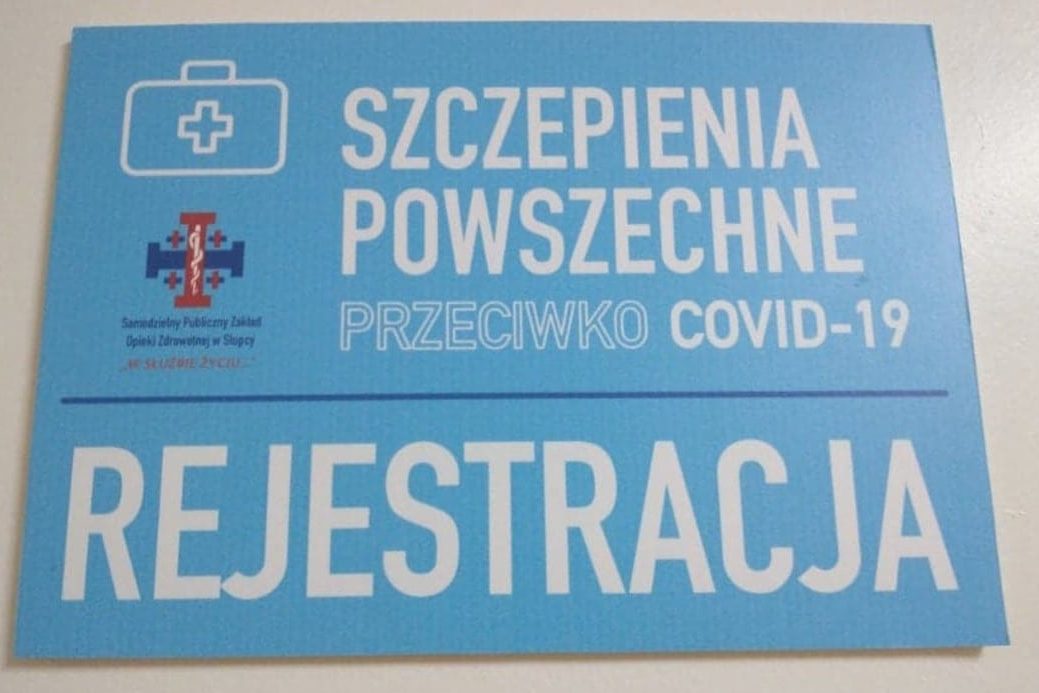 SZCZEPIENIA
POWSZECHNE
PRZECIWKO COVID-19
Samodzielny Publiczny Zakład
Opieki Zdrowotnej w Słupcy
„W SŁUŻBIE ŻYCIU..."
REJESTRACJA